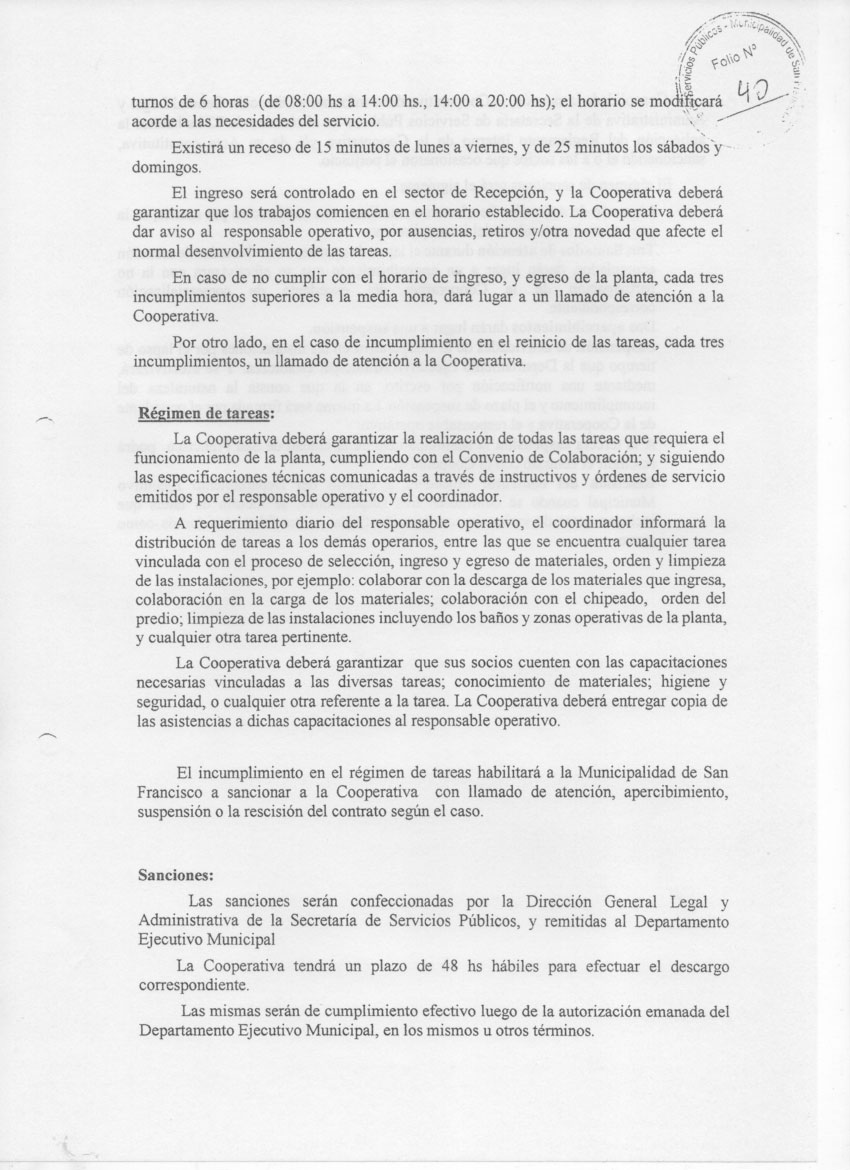 Servicios Públicos - Municipalidad de San
Folio Nº
40
turnos de 6 horas (de 08:00 hs a 14:00 hs., 14:00 a 20:00 hs); el horario se modificará
acorde a las necesidades del servicio.
Existirá un receso de 15 minutos de lunes a viernes, y de 25 minutos los sábados y
domingos.
El ingreso será controlado en el sector de Recepción, y la Cooperativa deberá
garantizar que los trabajos comiencen en el horario establecido. La Cooperativa deberá
dar aviso al responsable operativo, por ausencias, retiros y/otra novedad que afecte el
normal desenvolvimiento de las tareas.
En caso de no cumplir con el horario de ingreso, y egreso de la planta, cada tres
incumplimientos superiores a la media hora, dará lugar a un llamado de atención a la
Cooperativa.
Por otro lado, en el caso de incumplimiento en el reinicio de las tareas, cada tres
incumplimientos, un llamado de atención a la Cooperativa.
Régimen de tareas:
La Cooperativa deberá garantizar la realización de todas las tareas que requiera el
funcionamiento de la planta, cumpliendo con el Convenio de Colaboración; y siguiendo
las especificaciones técnicas comunicadas a través de instructivos y órdenes de servicio
emitidos por el responsable operativo y el coordinador.
A requerimiento diario del responsable operativo, el coordinador informará la
distribución de tareas a los demás operarios, entre las que se encuentra cualquier tarea
vinculada con el proceso de selección, ingreso y egreso de materiales, orden y limpieza
de las instalaciones, por ejemplo: colaborar con la descarga de los materiales que ingresa,
colaboración en la carga de los materiales; colaboración con el chipeado, orden del
predio; limpieza de las instalaciones incluyendo los baños y zonas operativas de la planta,
y cualquier otra tarea pertinente.
La Cooperativa deberá garantizar que sus socios cuenten con las capacitaciones
necesarias vinculadas a las diversas tareas; conocimiento de materiales; higiene y
seguridad, o cualquier otra referente a la tarea. La Cooperativa deberá entregar copia de
las asistencias a dichas capacitaciones al responsable operativo.
El incumplimiento en el régimen de tareas habilitará a la Municipalidad de San
Francisco a sancionar a la Cooperativa con llamado de atención, apercibimiento,
suspensión o la rescisión del contrato según el caso.
Sanciones:
Las sanciones serán confeccionadas por la Dirección General Legal y
Administrativa de la Secretaría de Servicios Públicos, y remitidas al Departamento
Ejecutivo Municipal
La Cooperativa tendrá un plazo de 48 hs hábiles para efectuar el descargo
correspondiente.
Las mismas serán de cumplimiento efectivo luego de la autorización emanada del
Departamento Ejecutivo Municipal, en los mismos u otros términos.